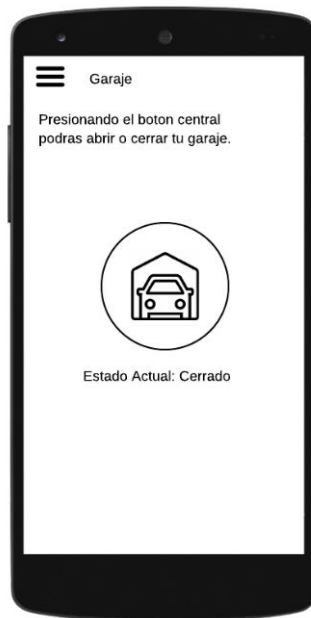 Garaje
Presionando el boton central
podras abrir o cerrar tu garaje.
Estado Actual: Cerrado